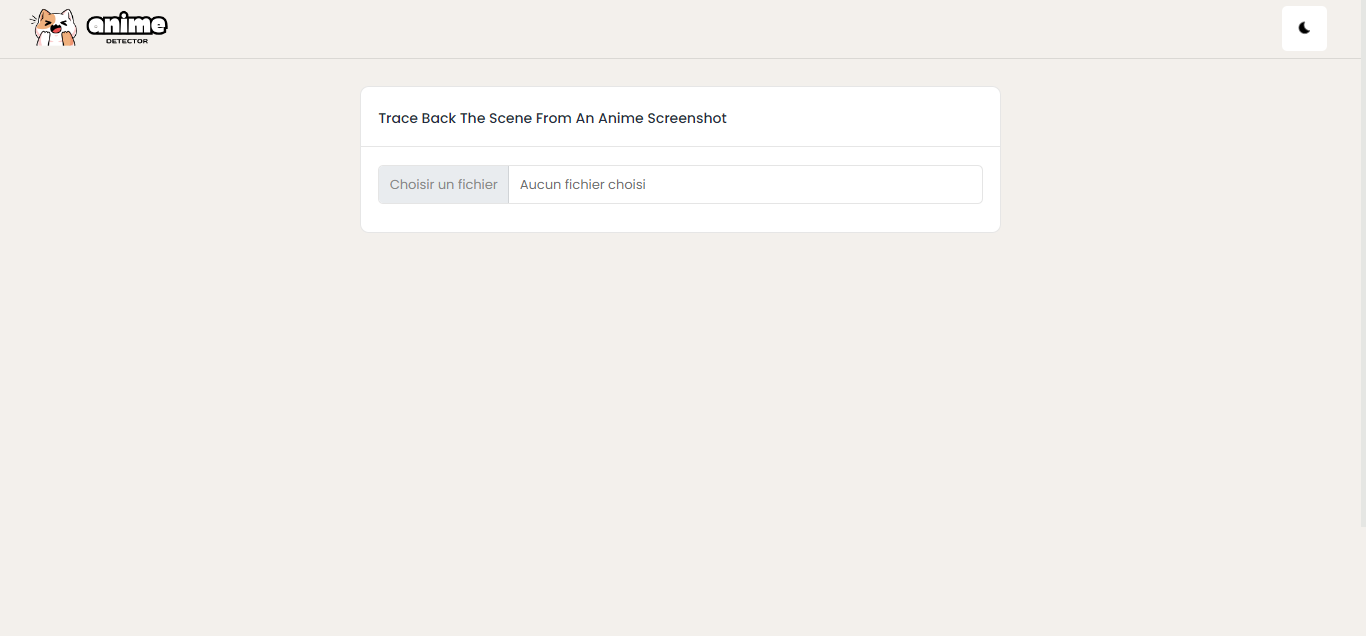 anime
DETECTOR
Trace Back The Scene From An Anime Screenshot
Choisir un fichier Aucun fichier choisi